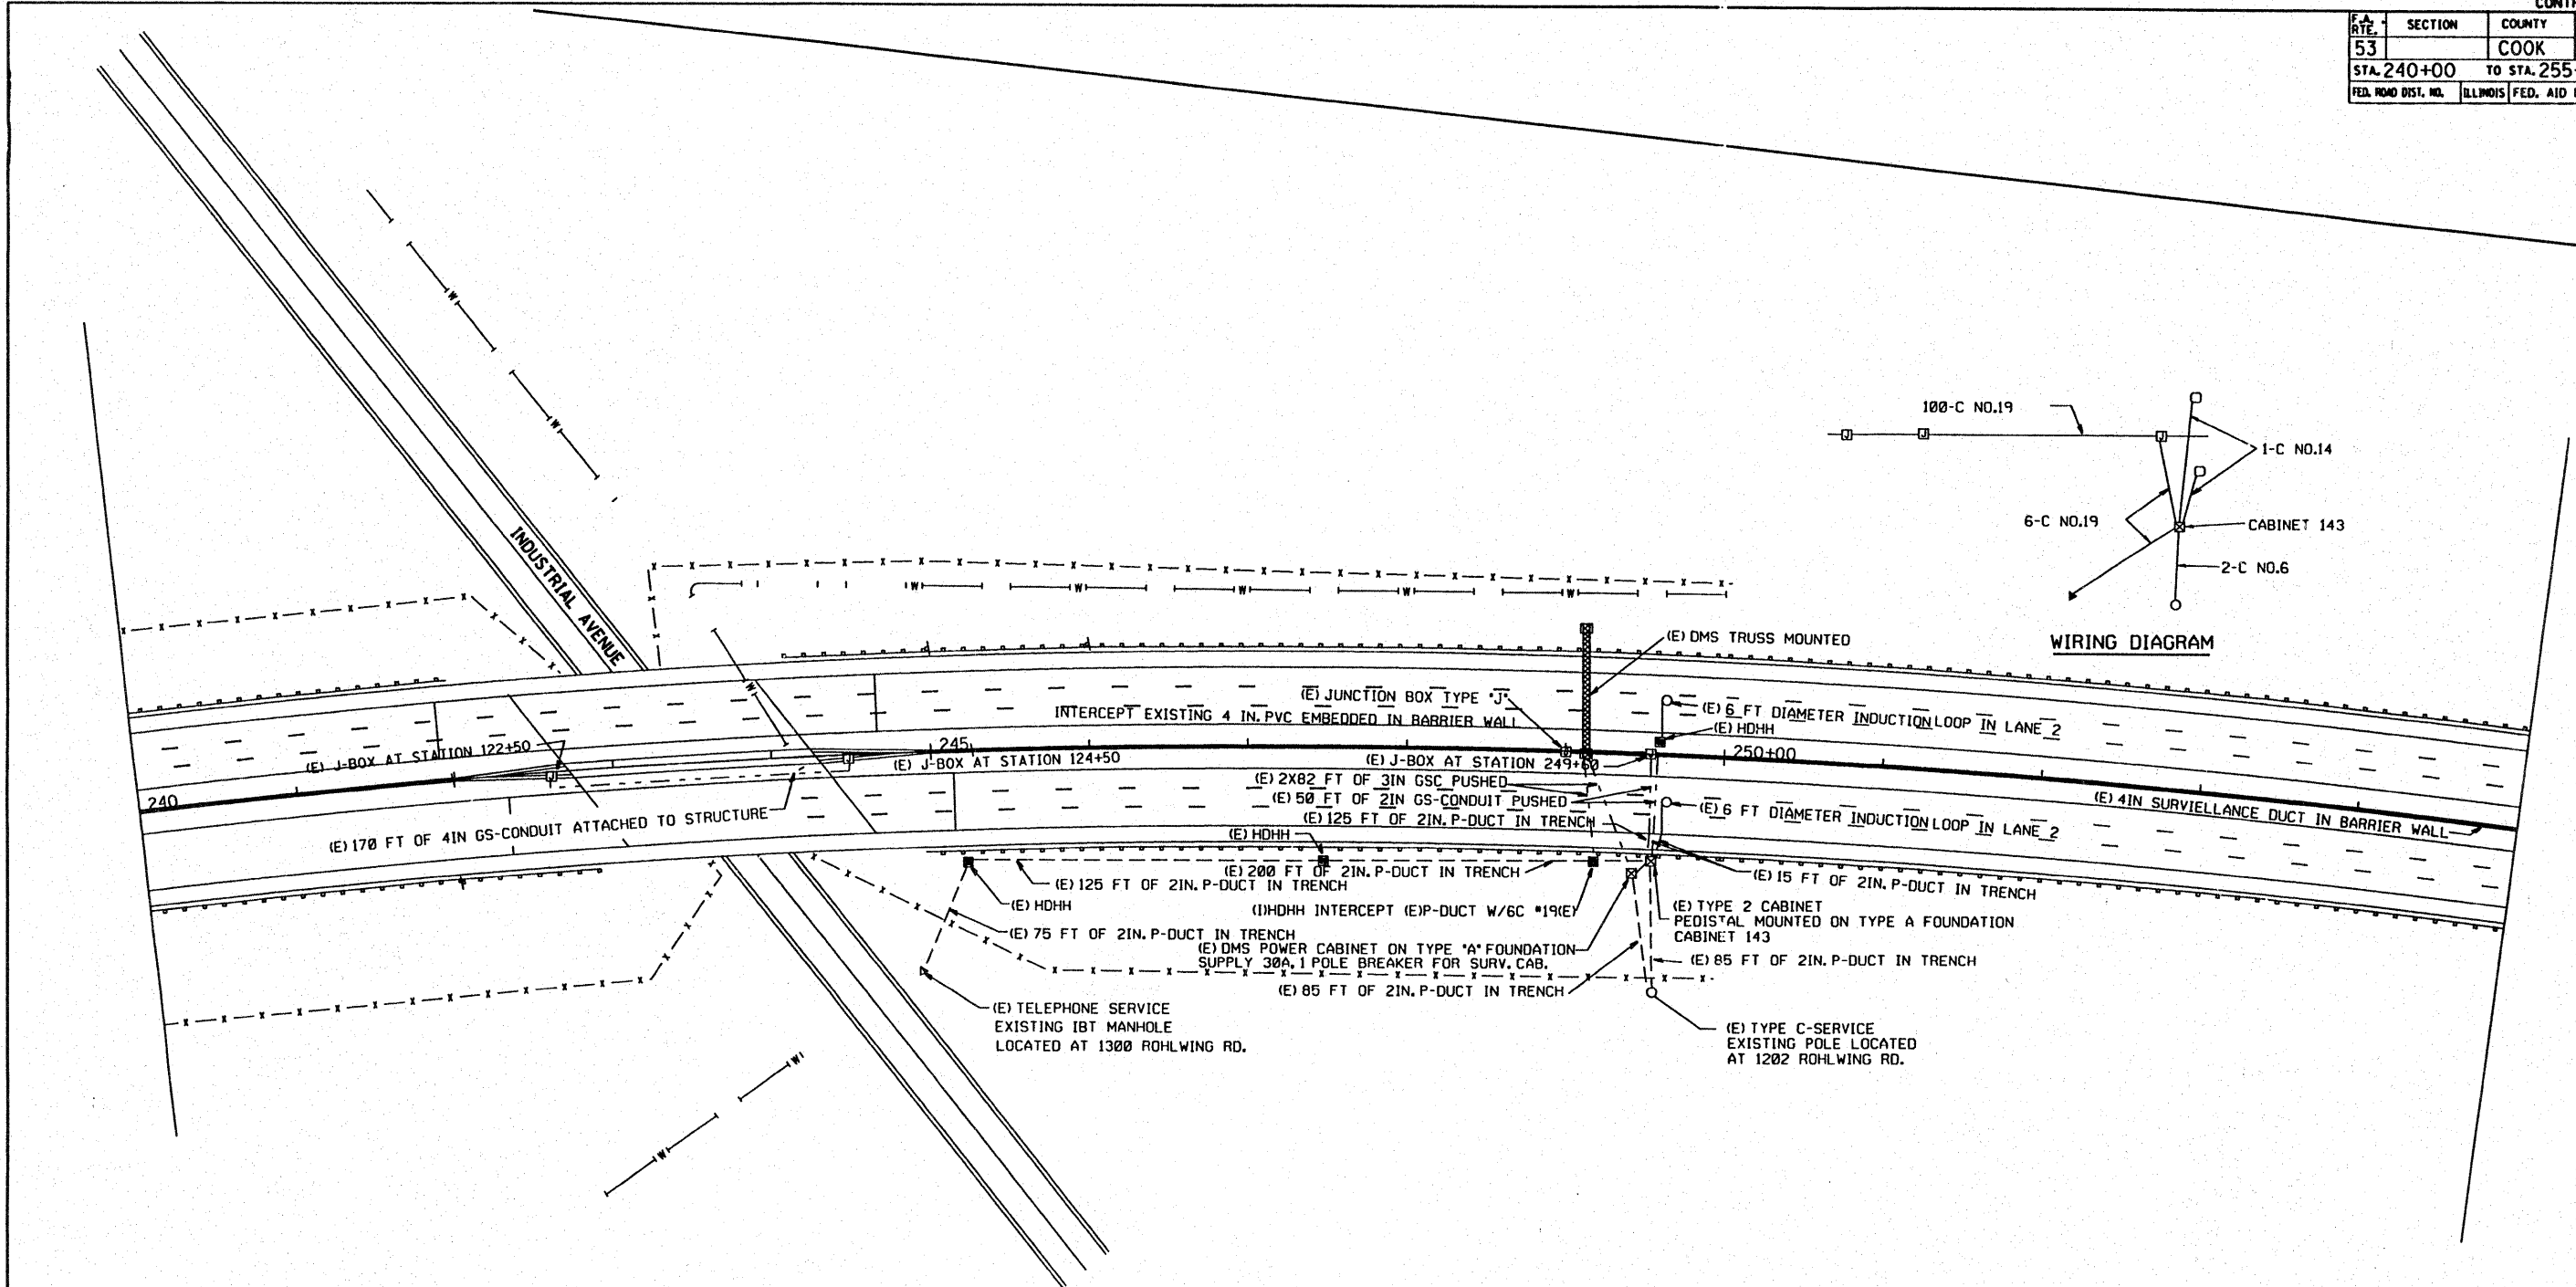 F.A. RTE. SECTION COUNTY
53 COOK
STA. 240+00 TO STA. 255
FED. ROAD DIST. NO. ILLINOIS FED. AID
W
W
INDUSTRIAL AVENUE
100-C NO.19
J J J
1-C NO.14
6-C NO.19
CABINET 143
2-C NO.6
WIRING DIAGRAM
W W W W W
W
(E) DMS TRUSS MOUNTED
(E) JUNCTION BOX TYPE "J"
INTERCEPT EXISTING 4 IN. PVC EMBEDDED IN BARRIER WALL
(E) 6 FT DIAMETER INDUCTION LOOP IN LANE 2
(E) HDHH
(E) J-BOX AT STATION 122+50
245
250+00
(E) J-BOX AT STATION 124+50
(E) J-BOX AT STATION 249+60
(E) 2X82 FT OF 3IN GSC PUSHED
240
(E) 50 FT OF 2IN GS-CONDUIT PUSHED
(E) 4IN SURVIELLANCE DUCT IN BARRIER WALL
(E) 6 FT DIAMETER INDUCTION LOOP IN LANE 2
(E) 125 FT OF 2IN. P-DUCT IN TRENCH
(E) 170 FT OF 4IN GS-CONDUIT ATTACHED TO STRUCTURE
(E) HDHH
(E) 200 FT OF 2IN. P-DUCT IN TRENCH
(E) 15 FT OF 2IN. P-DUCT IN TRENCH
(E) 125 FT OF 2IN. P-DUCT IN TRENCH
(E) HDHH
(I)HDHH INTERCEPT (E)P-DUCT W/6C #19(E)
(E) TYPE 2 CABINET
PEDISTAL MOUNTED ON TYPE A FOUNDATION
CABINET 143
(E) 75 FT OF 2IN. P-DUCT IN TRENCH
(E) DMS POWER CABINET ON TYPE "A" FOUNDATION
SUPPLY 30A, 1 POLE BREAKER FOR SURV. CAB.
(E) 85 FT OF 2IN. P-DUCT IN TRENCH
(E) 85 FT OF 2IN. P-DUCT IN TRENCH
(E) TELEPHONE SERVICE
EXISTING IBT MANHOLE
LOCATED AT 1300 ROHLWING RD.
(E) TYPE C-SERVICE
EXISTING POLE LOCATED
AT 1202 ROHLWING RD.
W
W